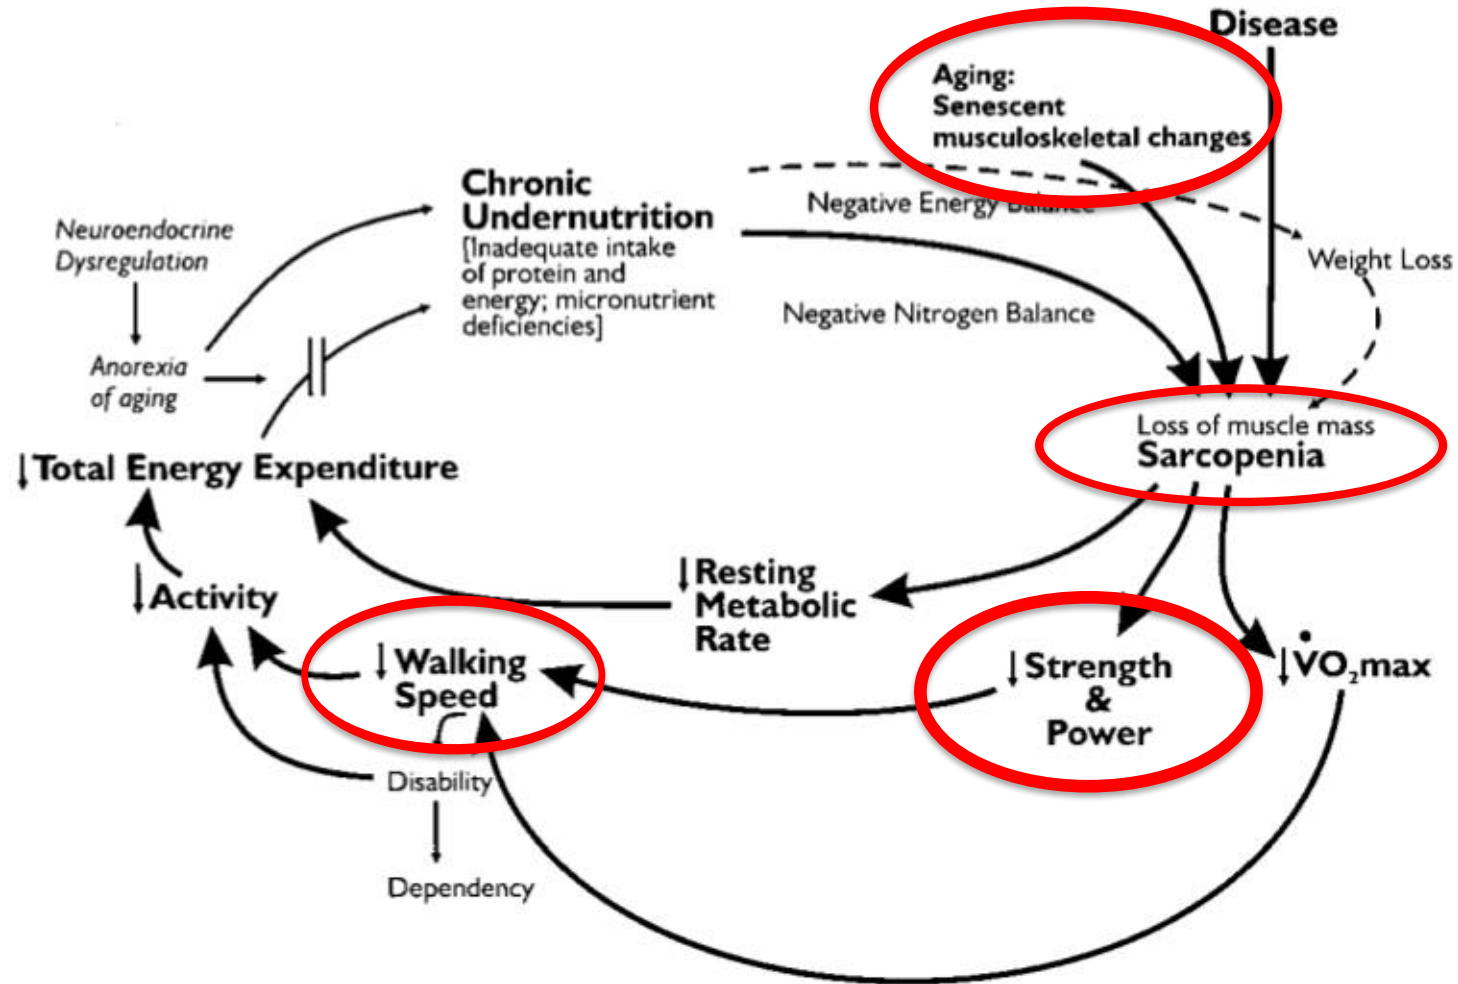 Disease
Aging:
Senescent
musculoskeletal changes
Chronic
Undernutrition
[Inadequate intake
of protein and
energy; micronutrient
deficiencies]
Negative Energy Balance
Neuroendocrine
Dysregulation
Weight Loss
Negative Nitrogen Balance
Anorexia
of aging
Loss of muscle mass
Sarcopenia
↓Total Energy Expenditure
↓Resting
Metabolic
Rate
↓Activity
↓Walking
Speed
↓Strength
&
Power
↓V̇O₂max
Disability
Dependency